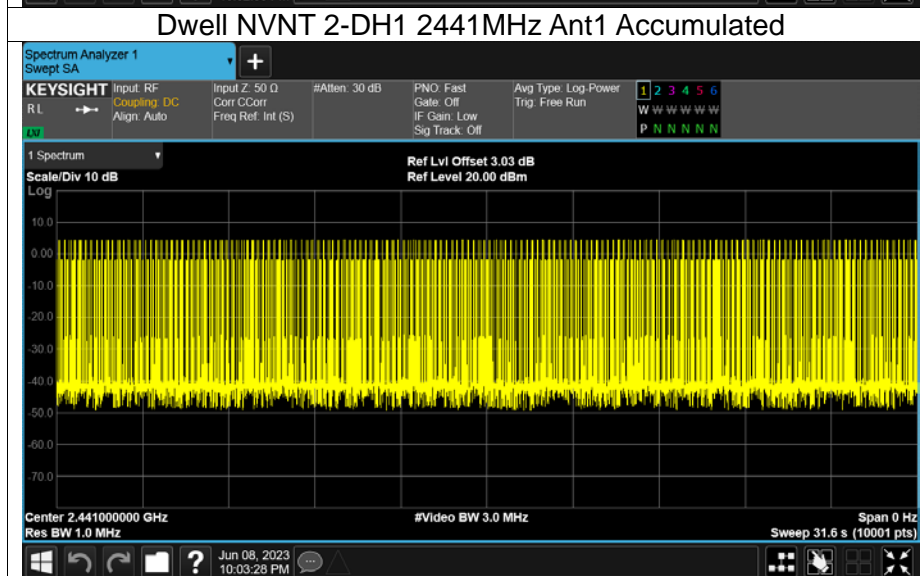 Dwell NVNT 2-DH1 2441MHz Ant1 Accumulated
Spectrum Analyzer 1
Swept SA
+
KEYSIGHT
RL
LXI
Input: RF
Coupling: DC
Align: Auto
Input Z: 50 Ω
Corr CCorr
Freq Ref: Int (S)
#Atten: 30 dB
PNO: Fast
Gate: Off
IF Gain: Low
Sig Track: Off
Avg Type: Log-Power
Trig: Free Run
1 2 3 4 5 6
W W W W W W
P N N N N N
1 Spectrum
Scale/Div 10 dB
Ref Lvl Offset 3.03 dB
Ref Level 20.00 dBm
Log
10.0
0.00
-10.0
-20.0
-30.0
-40.0
-50.0
-60.0
-70.0
Center 2.441000000 GHz
#Video BW 3.0 MHz
Span 0 Hz
Res BW 1.0 MHz
Sweep 31.6 s (10001 pts)
?
Jun 08, 2023
10:03:28 PM